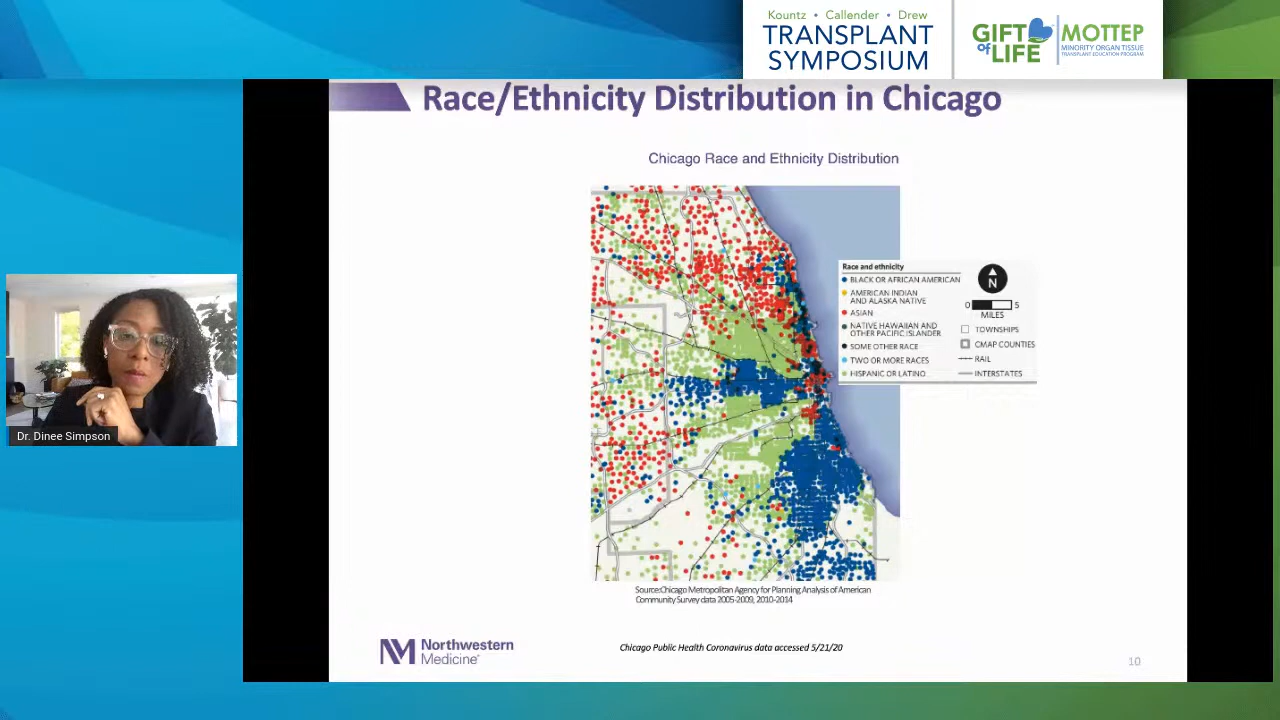 Kountz • Callender • Drew
TRANSPLANT
SYMPOSIUM
GIFT
of
LIFE
MOTTEP
MINORITY ORGAN TISSUE
TRANSPLANT EDUCATION PROGRAM
Race/Ethnicity Distribution in Chicago
Chicago Race and Ethnicity Distribution
Race and ethnicity
BLACK OR AFRICAN AMERICAN
AMERICAN INDIAN
AND ALASKA NATIVE
ASIAN
NATIVE HAWAIIAN AND
OTHER PACIFIC ISLANDER
SOME OTHER RACE
TWO OR MORE RACES
HISPANIC OR LATINO
N
0 5
MILES
TOWNSHIPS
CMAP COUNTIES
RAIL
INTERSTATES
Dr. Dinee Simpson
Source:Chicago Metropolitan Agency for Planning Analysis of American
Community Survey data 2005-2009, 2010-2014
NM Northwestern
Medicine
Chicago Public Health Coronavirus data accessed 5/21/20
10